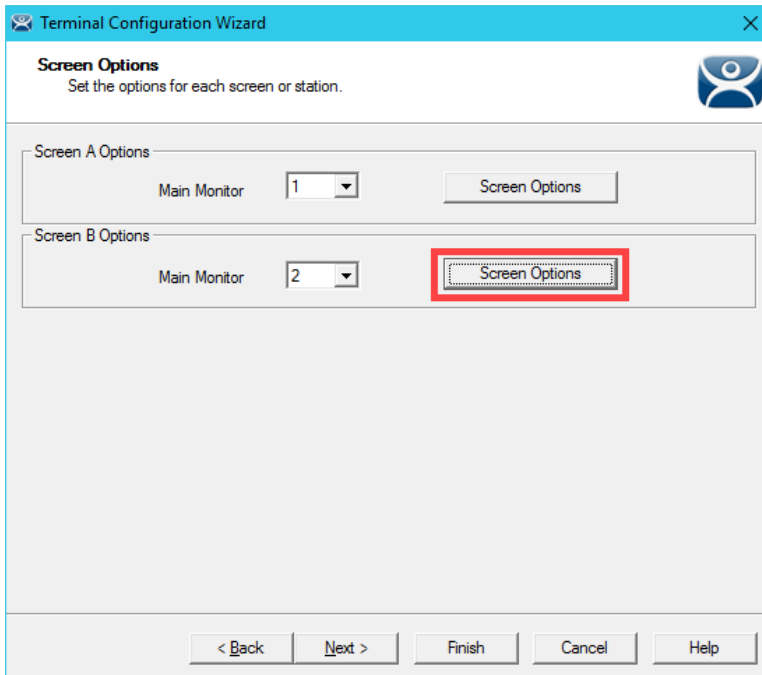 Terminal Configuration Wizard
Screen Options
Set the options for each screen or station.
Screen A Options
Main Monitor 1 Screen Options
Screen B Options
Main Monitor 2 Screen Options
< Back Next > Finish Cancel Help